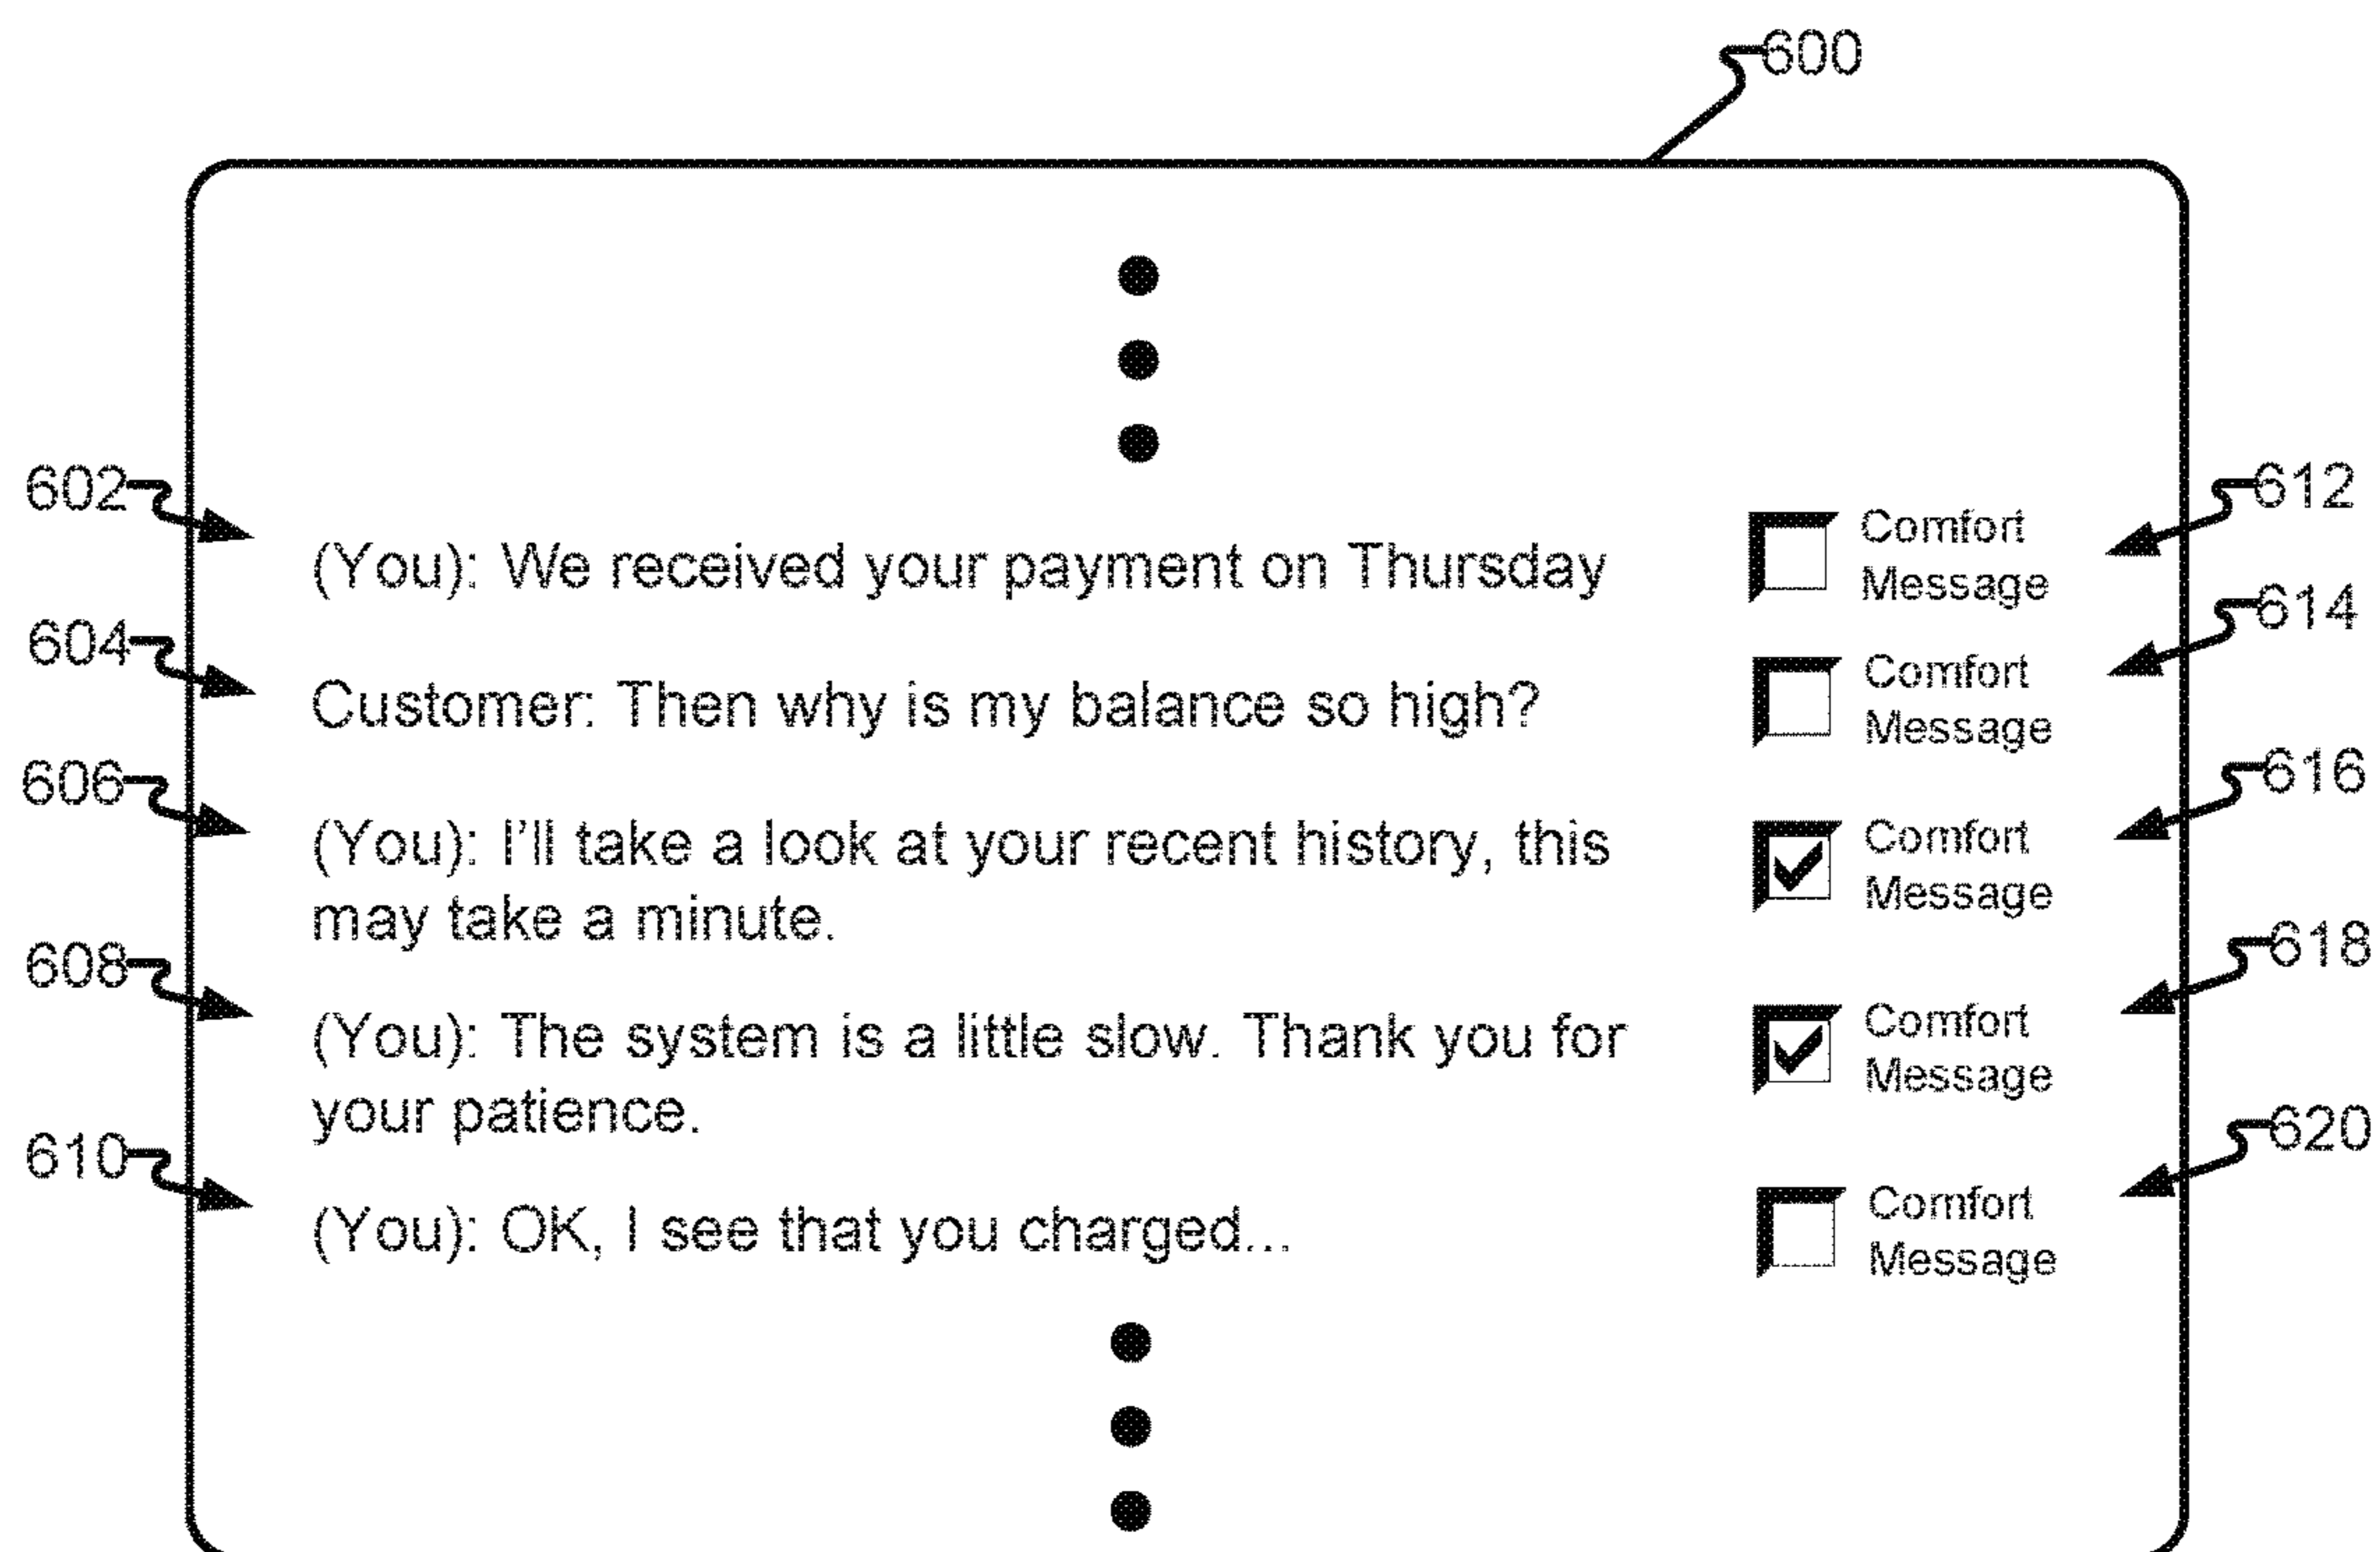 600
602
612
(You): We received your payment on Thursday
Comfort
Message
604
614
Customer: Then why is my balance so high?
Comfort
Message
606
616
(You): I'll take a look at your recent history, this
may take a minute.
Comfort
Message
608
618
(You): The system is a little slow. Thank you for
your patience.
Comfort
Message
610
620
(You): OK, I see that you charged...
Comfort
Message